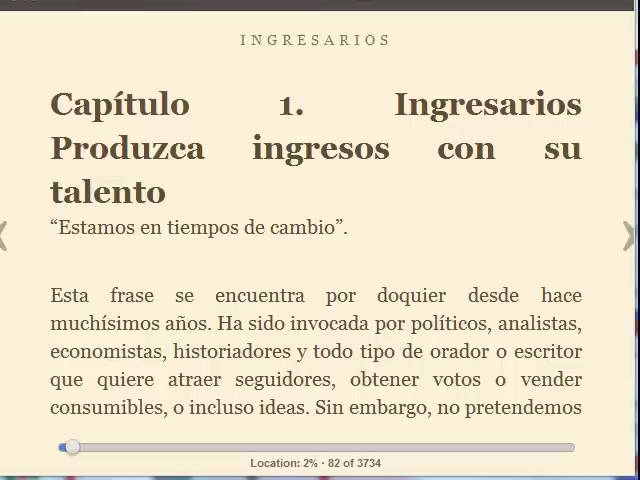 INGRESARIOS
Capítulo 1. Ingresarios
Produzca ingresos con su
talento
“Estamos en tiempos de cambio”.
Esta frase se encuentra por doquier desde hace
muchísimos años. Ha sido invocada por políticos, analistas,
economistas, historiadores y todo tipo de orador o escritor
que quiere atraer seguidores, obtener votos o vender
consumibles, o incluso ideas. Sin embargo, no pretendemos
Location: 2% · 82 of 3734